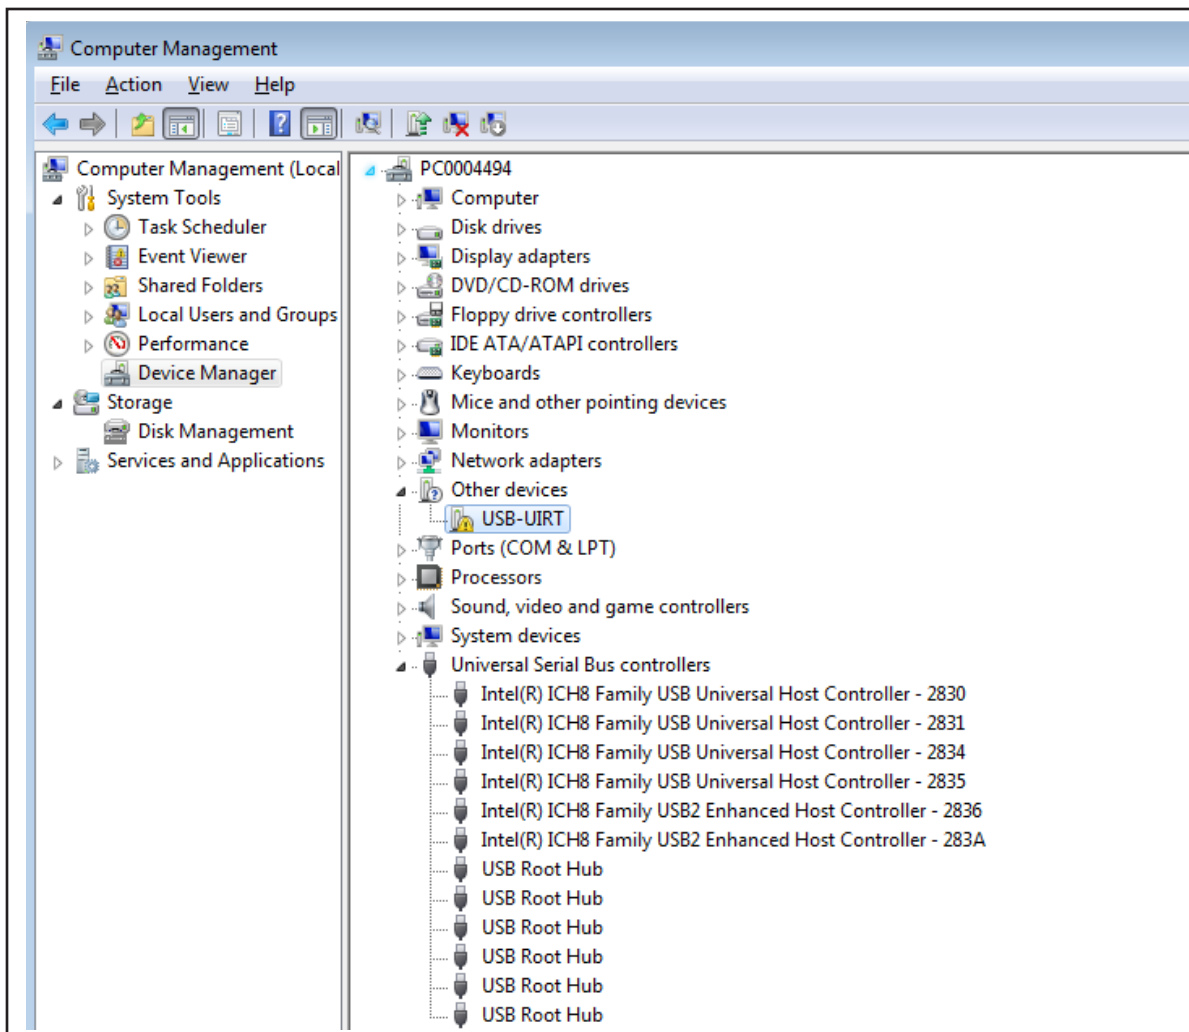 Computer Management
File Action View Help
Computer Management (Local
System Tools
Task Scheduler
Event Viewer
Shared Folders
Local Users and Groups
Performance
Device Manager
Storage
Disk Management
Services and Applications
PC0004494
Computer
Disk drives
Display adapters
DVD/CD-ROM drives
Floppy drive controllers
IDE ATA/ATAPI controllers
Keyboards
Mice and other pointing devices
Monitors
Network adapters
Other devices
USB-UIRT
Ports (COM & LPT)
Processors
Sound, video and game controllers
System devices
Universal Serial Bus controllers
Intel(R) ICH8 Family USB Universal Host Controller - 2830
Intel(R) ICH8 Family USB Universal Host Controller - 2831
Intel(R) ICH8 Family USB Universal Host Controller - 2834
Intel(R) ICH8 Family USB Universal Host Controller - 2835
Intel(R) ICH8 Family USB2 Enhanced Host Controller - 2836
Intel(R) ICH8 Family USB2 Enhanced Host Controller - 283A
USB Root Hub
USB Root Hub
USB Root Hub
USB Root Hub
USB Root Hub
USB Root Hub